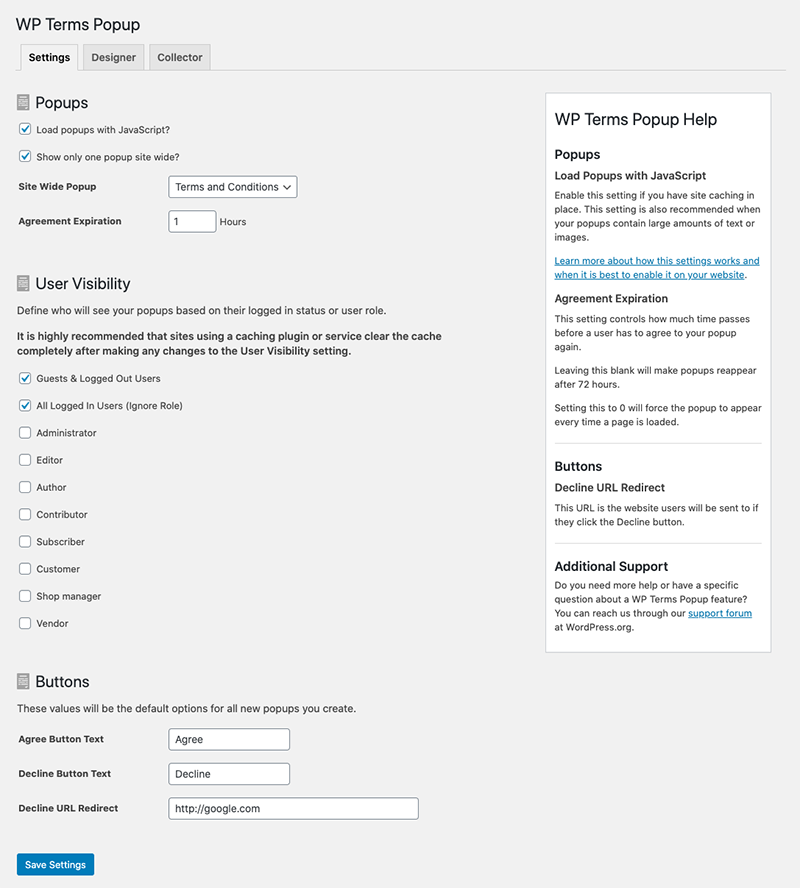 WP Terms Popup
Settings
Designer
Collector
Popups
Load popups with JavaScript?
Show only one popup site wide?
Site Wide Popup
Terms and Conditions
Agreement Expiration
1
Hours
User Visibility
Define who will see your popups based on their logged in status or user role.
It is highly recommended that sites using a caching plugin or service clear the cache
completely after making any changes to the User Visibility setting.
Guests & Logged Out Users
All Logged In Users (Ignore Role)
Administrator
Editor
Author
Contributor
Subscriber
Customer
Shop manager
Vendor
Buttons
These values will be the default options for all new popups you create.
Agree Button Text
Agree
Decline Button Text
Decline
Decline URL Redirect
http://google.com
Save Settings
WP Terms Popup Help
Popups
Load Popups with JavaScript
Enable this setting if you have site caching in
place. This setting is also recommended when
your popups contain large amounts of text or
images.
Learn more about how this settings works and
when it is best to enable it on your website.
Agreement Expiration
This setting controls how much time passes
before a user has to agree to your popup
again.
Leaving this blank will make popups reappear
after 72 hours.
Setting this to 0 will force the popup to appear
every time a page is loaded.
Buttons
Decline URL Redirect
This URL is the website users will be sent to if
they click the Decline button.
Additional Support
Do you need more help or have a specific
question about a WP Terms Popup feature?
You can reach us through our support forum
at WordPress.org.